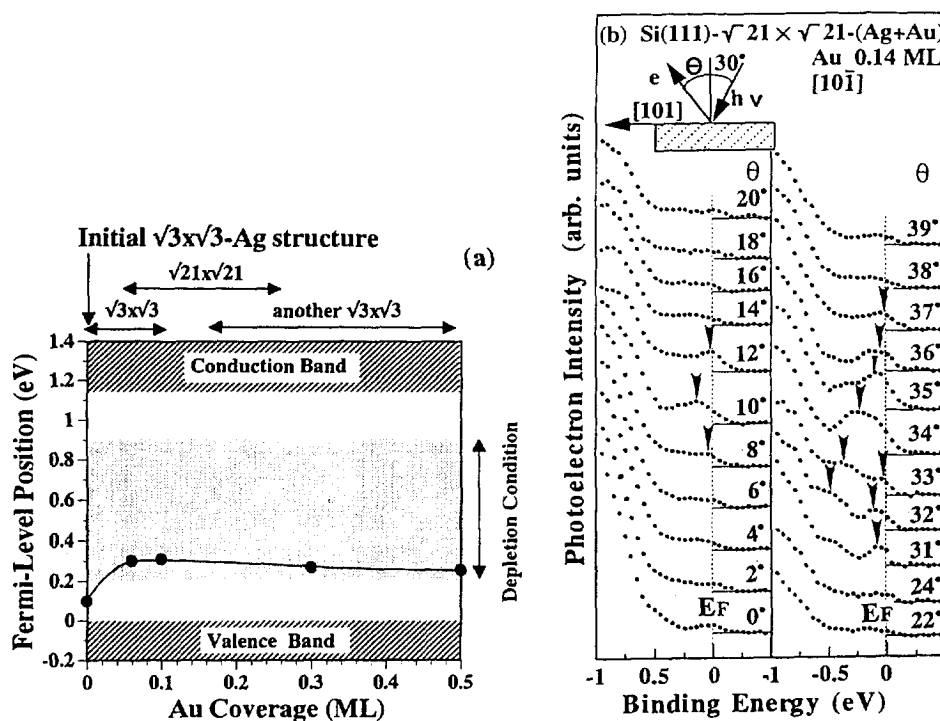 Initial √3x√3-Ag structure
(a)
√21x√21
√3x√3
another √3x√3
Conduction Band
Valence Band
Depletion Condition
Fermi-Level Position (eV)
1.4
1.2
1
0.8
0.6
0.4
0.2
0
-0.2
0
0.1
0.2
0.3
0.4
0.5
Au Coverage (ML)
(b) Si(111)-√21×√21-(Ag+Au)
Au 0.14 ML
[101̄]
Θ
30°
e
hν
[101]
Photoelectron Intensity (arb. units)
θ
20°
18°
16°
14°
12°
10°
8°
6°
4°
2°
0°
EF
θ
39°
38°
37°
36°
35°
34°
33°
32°
31°
24°
22°
EF
-1
-0.5
0
-1
-0.5
0
Binding Energy (eV)